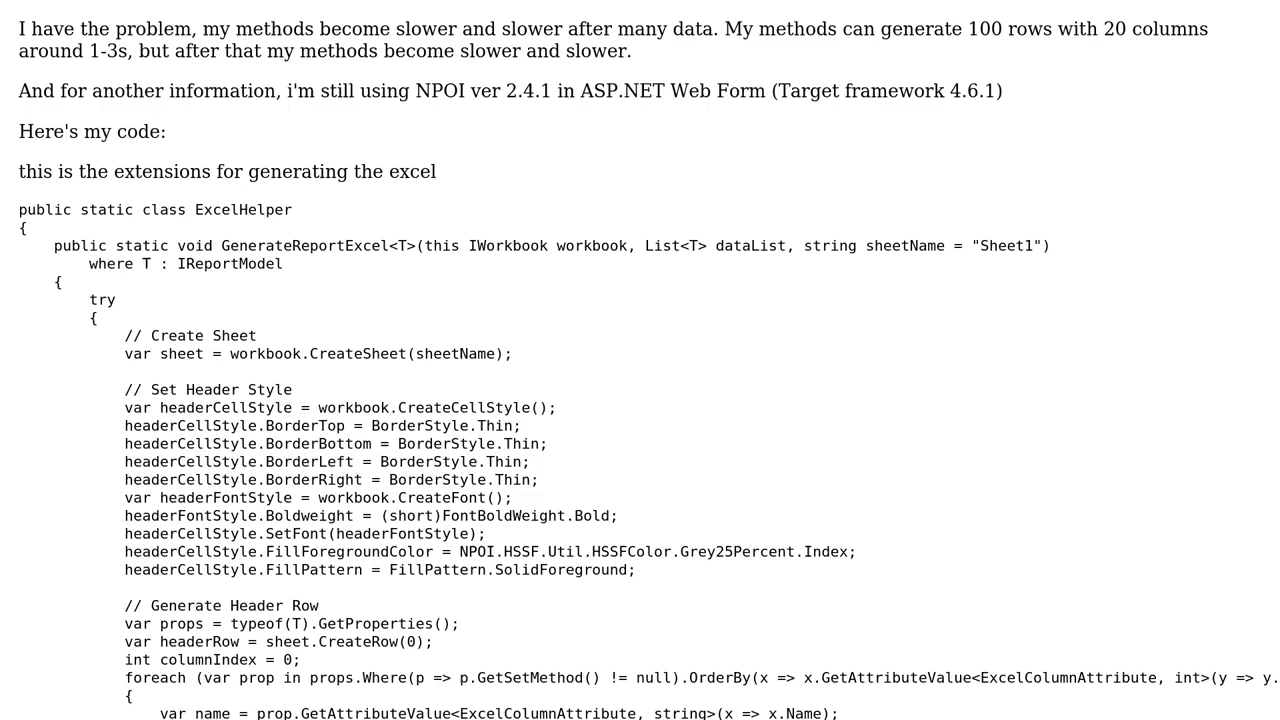 I have the problem, my methods become slower and slower after many data. My methods can generate 100 rows with 20 columns
around 1-3s, but after that my methods become slower and slower.
And for another information, i'm still using NPOI ver 2.4.1 in ASP.NET Web Form (Target framework 4.6.1)
Here's my code:
this is the extensions for generating the excel
public static class ExcelHelper
{
    public static void GenerateReportExcel<T>(this IWorkbook workbook, List<T> dataList, string sheetName = "Sheet1")
        where T : IReportModel
    {
        try
        {
            // Create Sheet
            var sheet = workbook.CreateSheet(sheetName);
            // Set Header Style
            var headerCellStyle = workbook.CreateCellStyle();
            headerCellStyle.BorderTop = BorderStyle.Thin;
            headerCellStyle.BorderBottom = BorderStyle.Thin;
            headerCellStyle.BorderLeft = BorderStyle.Thin;
            headerCellStyle.BorderRight = BorderStyle.Thin;
            var headerFontStyle = workbook.CreateFont();
            headerFontStyle.Boldweight = (short)FontBoldWeight.Bold;
            headerCellStyle.SetFont(headerFontStyle);
            headerCellStyle.FillForegroundColor = NPOI.HSSF.Util.HSSFColor.Grey25Percent.Index;
            headerCellStyle.FillPattern = FillPattern.SolidForeground;
            // Generate Header Row
            var props = typeof(T).GetProperties();
            var headerRow = sheet.CreateRow(0);
            int columnIndex = 0;
            foreach (var prop in props.Where(p => p.GetSetMethod() != null).OrderBy(x => x.GetAttributeValue<ExcelColumnAttribute, int>(y => y.
            {
                var name = prop.GetAttributeValue<ExcelColumnAttribute, string>(x => x.Name);